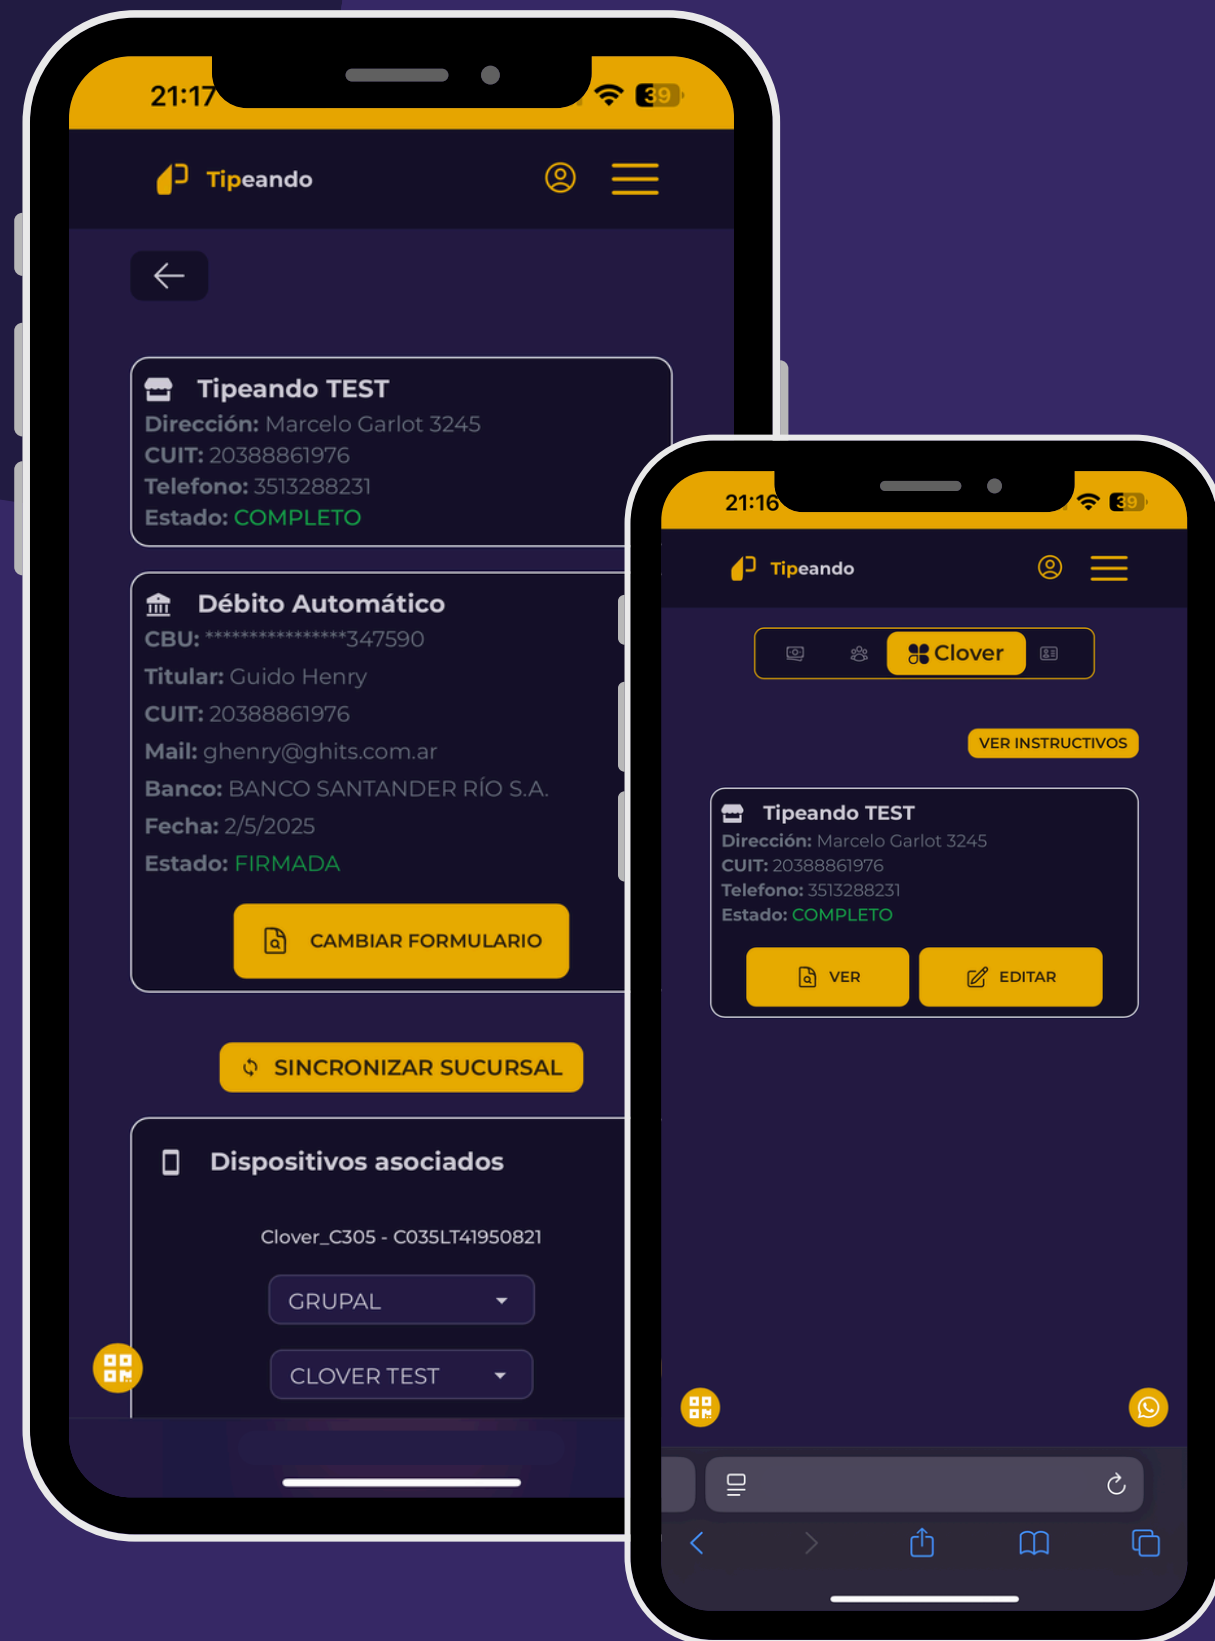 21:17
39
Tipeando
Tipeando TEST
Dirección: Marcelo Garlot 3245
CUIT: 20388861976
Telefono: 3513288231
Estado: COMPLETO
Débito Automático
CBU: ****************347590
Titular: Guido Henry
CUIT: 20388861976
Mail: ghenry@ghits.com.ar
Banco: BANCO SANTANDER RÍO S.A.
Fecha: 2/5/2025
Estado: FIRMADA
CAMBIAR FORMULARIO
SINCRONIZAR SUCURSAL
Dispositivos asociados
Clover_C305 - C035LT41950821
GRUPAL
CLOVER TEST
21:16
39
Tipeando
Clover
VER INSTRUCTIVOS
Tipeando TEST
Dirección: Marcelo Garlot 3245
CUIT: 20388861976
Telefono: 3513288231
Estado: COMPLETO
VER
EDITAR